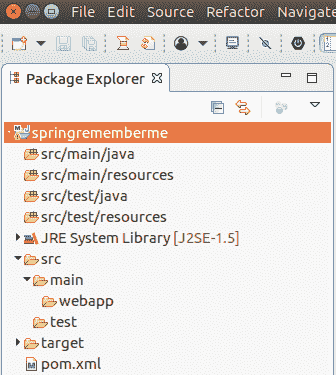 File Edit Source Refactor Navigate
Package Explorer
springrememberme
src/main/java
src/main/resources
src/test/java
src/test/resources
JRE System Library [J2SE-1.5]
src
main
webapp
test
target
pom.xml